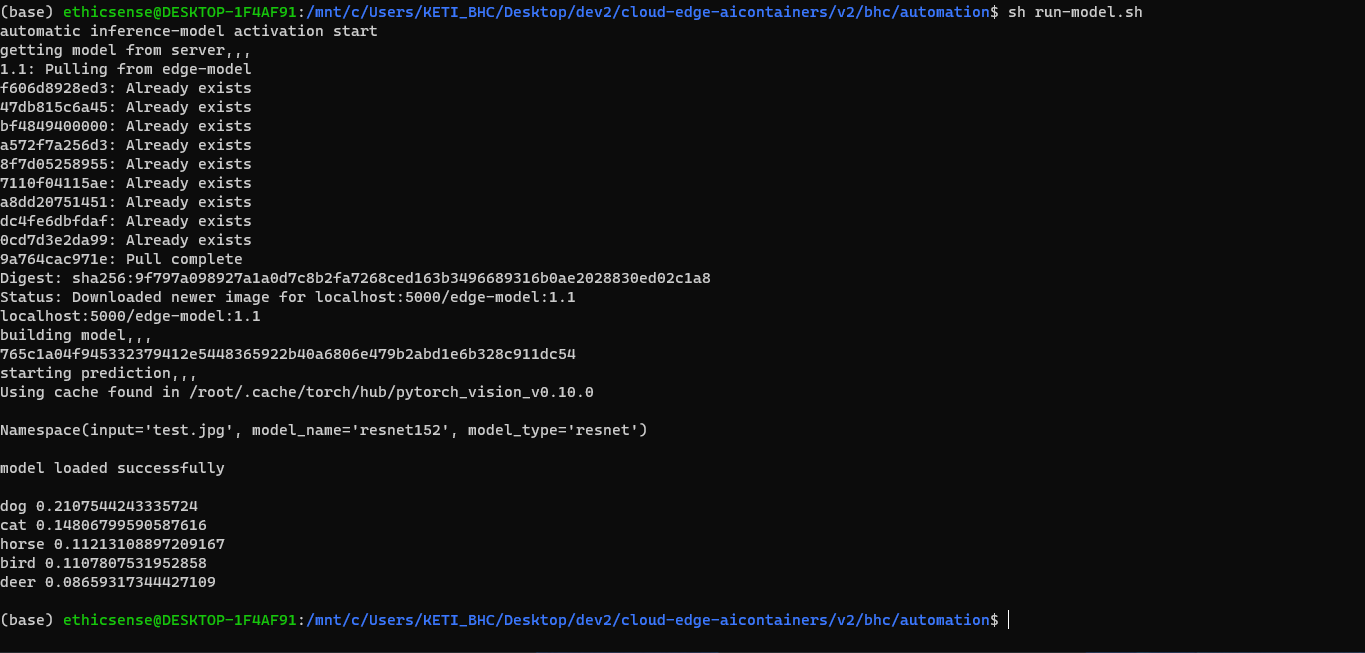 (base) ethicsense@DESKTOP-1F4AF91:/mnt/c/Users/KETI_BHC/Desktop/dev2/cloud-edge-aicontainers/v2/bhc/automation$ sh run-model.sh
automatic inference-model activation start
getting model from server,,,
1.1: Pulling from edge-model
f606d8928ed3: Already exists
47db815c6a45: Already exists
bf4849400000: Already exists
a572f7a256d3: Already exists
8f7d05258955: Already exists
7110f04115ae: Already exists
a8dd20751451: Already exists
dc4fe6dbfdaf: Already exists
0cd7d3e2da99: Already exists
9a764cac971e: Pull complete
Digest: sha256:9f797a098927a1a0d7c8b2fa7268ced163b3496689316b0ae2028830ed02c1a8
Status: Downloaded newer image for localhost:5000/edge-model:1.1
localhost:5000/edge-model:1.1
building model,,,
765c1a04f945332379412e5448365922b40a6806e479b2abd1e6b328c911dc54
starting prediction,,,
Using cache found in /root/.cache/torch/hub/pytorch_vision_v0.10.0
Namespace(input='test.jpg', model_name='resnet152', model_type='resnet')
model loaded successfully
dog 0.2107544243335724
cat 0.14806799590587616
horse 0.11213108897209167
bird 0.1107807531952858
deer 0.08659317344427109
(base) ethicsense@DESKTOP-1F4AF91:/mnt/c/Users/KETI_BHC/Desktop/dev2/cloud-edge-aicontainers/v2/bhc/automation$